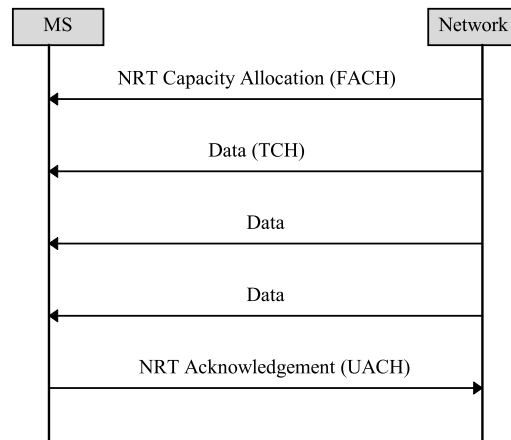 MS
Network
NRT Capacity Allocation (FACH)
Data (TCH)
Data
Data
NRT Acknowledgement (UACH)